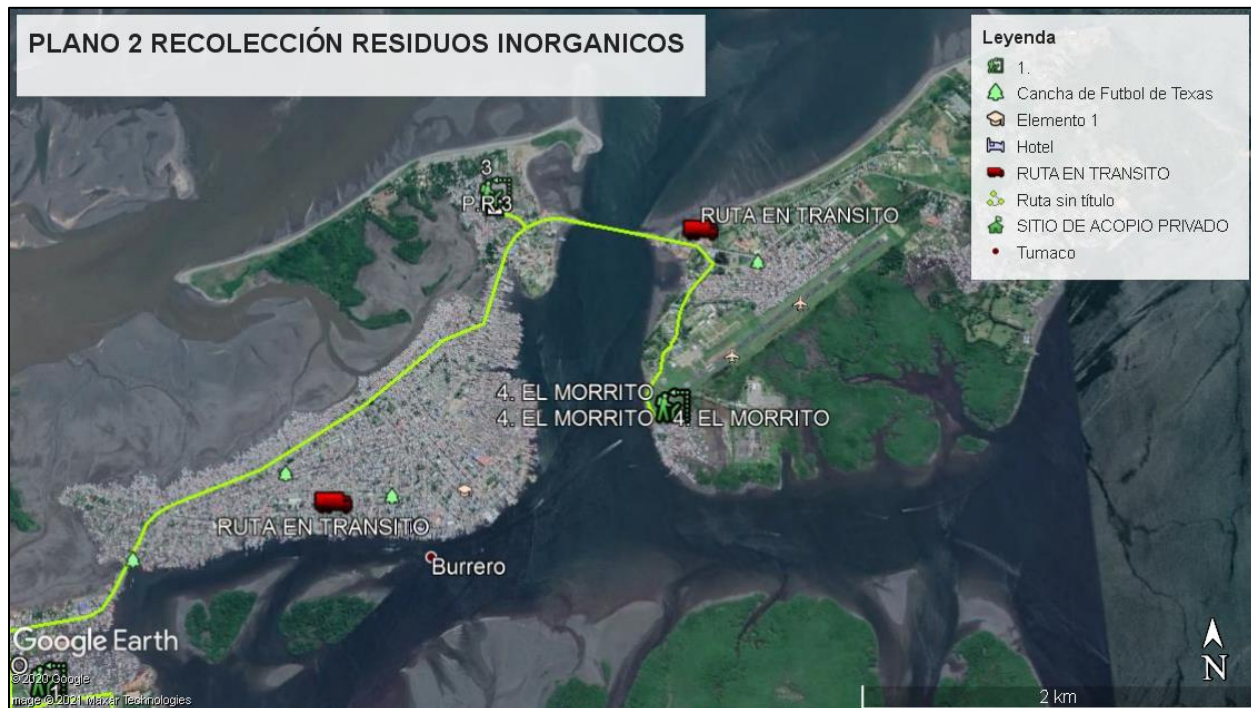 PLANO 2 RECOLECCIÓN RESIDUOS INORGANICOS
Leyenda
1.
Cancha de Futbol de Texas
Elemento 1
Hotel
RUTA EN TRANSITO
Ruta sin título
SITIO DE ACOPIO PRIVADO
Tumaco
3
P.R.3
RUTA EN TRANSITO
4. EL MORRITO
4. EL MORRITO
4. EL MORRITO
RUTA EN TRANSITO
Burrero
Google Earth
O
1
©2020 Google
Image ©2021 Maxar Technologies
2 km
N